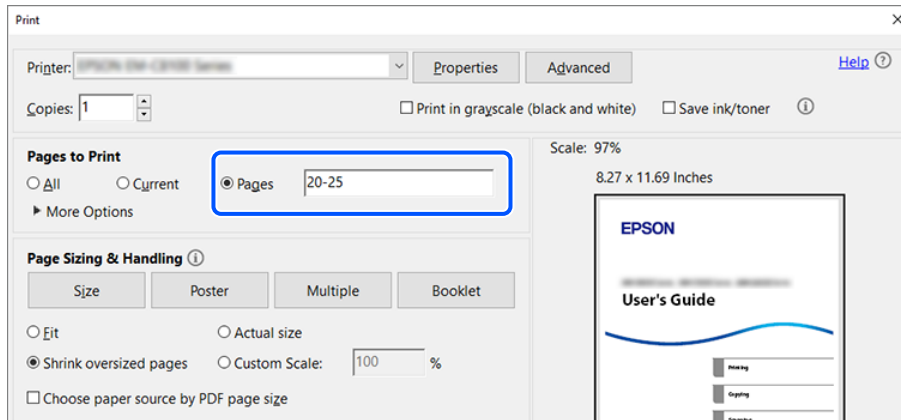 Print
Printer:
Properties
Advanced
Help
Copies: 1
Print in grayscale (black and white)
Save ink/toner
Pages to Print
All
Current
Pages
20-25
More Options
Scale: 97%
8.27 x 11.69 Inches
EPSON
User's Guide
Printing
Copying
Page Sizing & Handling
Size
Poster
Multiple
Booklet
Fit
Actual size
Shrink oversized pages
Custom Scale: 100 %
Choose paper source by PDF page size